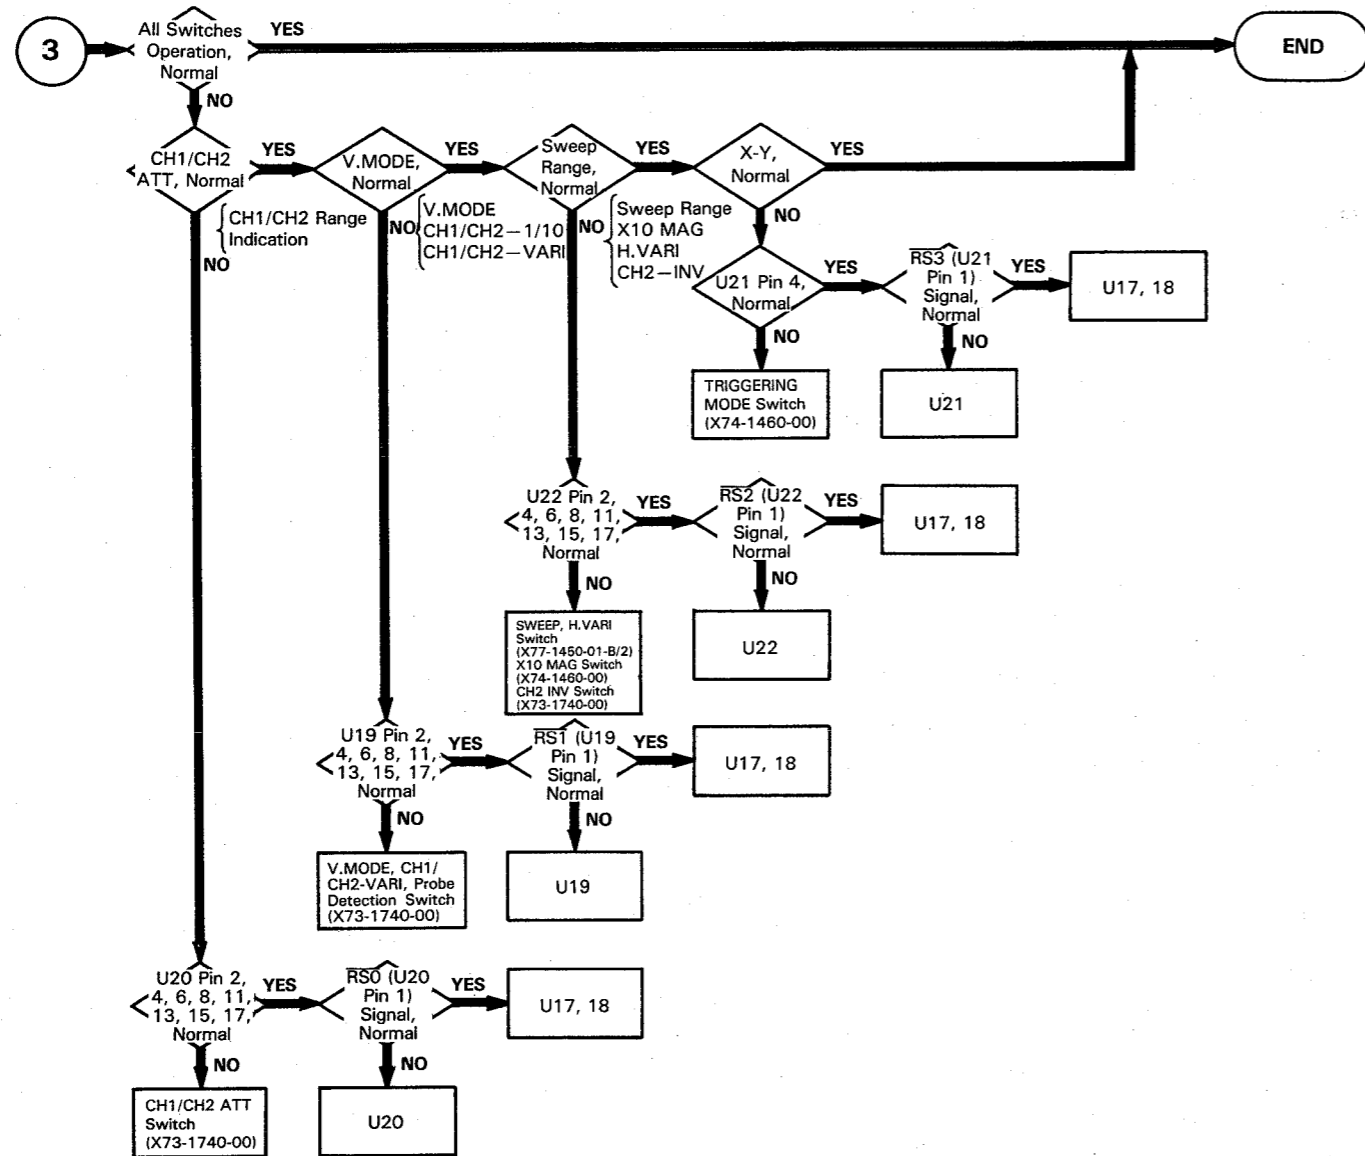 3
All Switches
Operation,
Normal
YES
END
NO
CH1/CH2
ATT, Normal
YES
V.MODE,
Normal
YES
Sweep
Range,
Normal
YES
X-Y,
Normal
YES
CH1/CH2 Range
Indication
NO
NO
V.MODE
CH1/CH2–1/10
CH1/CH2–VARI
NO
Sweep Range
X10 MAG
H.VARI
CH2–INV
NO
U21 Pin 4,
Normal
YES
RS3 (U21
Pin 1)
Signal,
Normal
YES
U17, 18
NO
TRIGGERING
MODE Switch
(X74-1460-00)
NO
U21
U22 Pin 2,
4, 6, 8, 11,
13, 15, 17,
Normal
YES
RS2 (U22
Pin 1)
Signal,
Normal
YES
U17, 18
NO
SWEEP, H.VARI
Switch
(X77-1450-01-B/2)
X10 MAG Switch
(X74-1460-00)
CH2 INV Switch
(X73-1740-00)
NO
U22
U19 Pin 2,
4, 6, 8, 11,
13, 15, 17,
Normal
YES
RS1 (U19
Pin 1)
Signal,
Normal
YES
U17, 18
NO
V.MODE, CH1/
CH2-VARI, Probe
Detection Switch
(X73-1740-00)
NO
U19
U20 Pin 2,
4, 6, 8, 11,
13, 15, 17,
Normal
YES
RS0 (U20
Pin 1)
Signal,
Normal
YES
U17, 18
NO
CH1/CH2 ATT
Switch
(X73-1740-00)
NO
U20